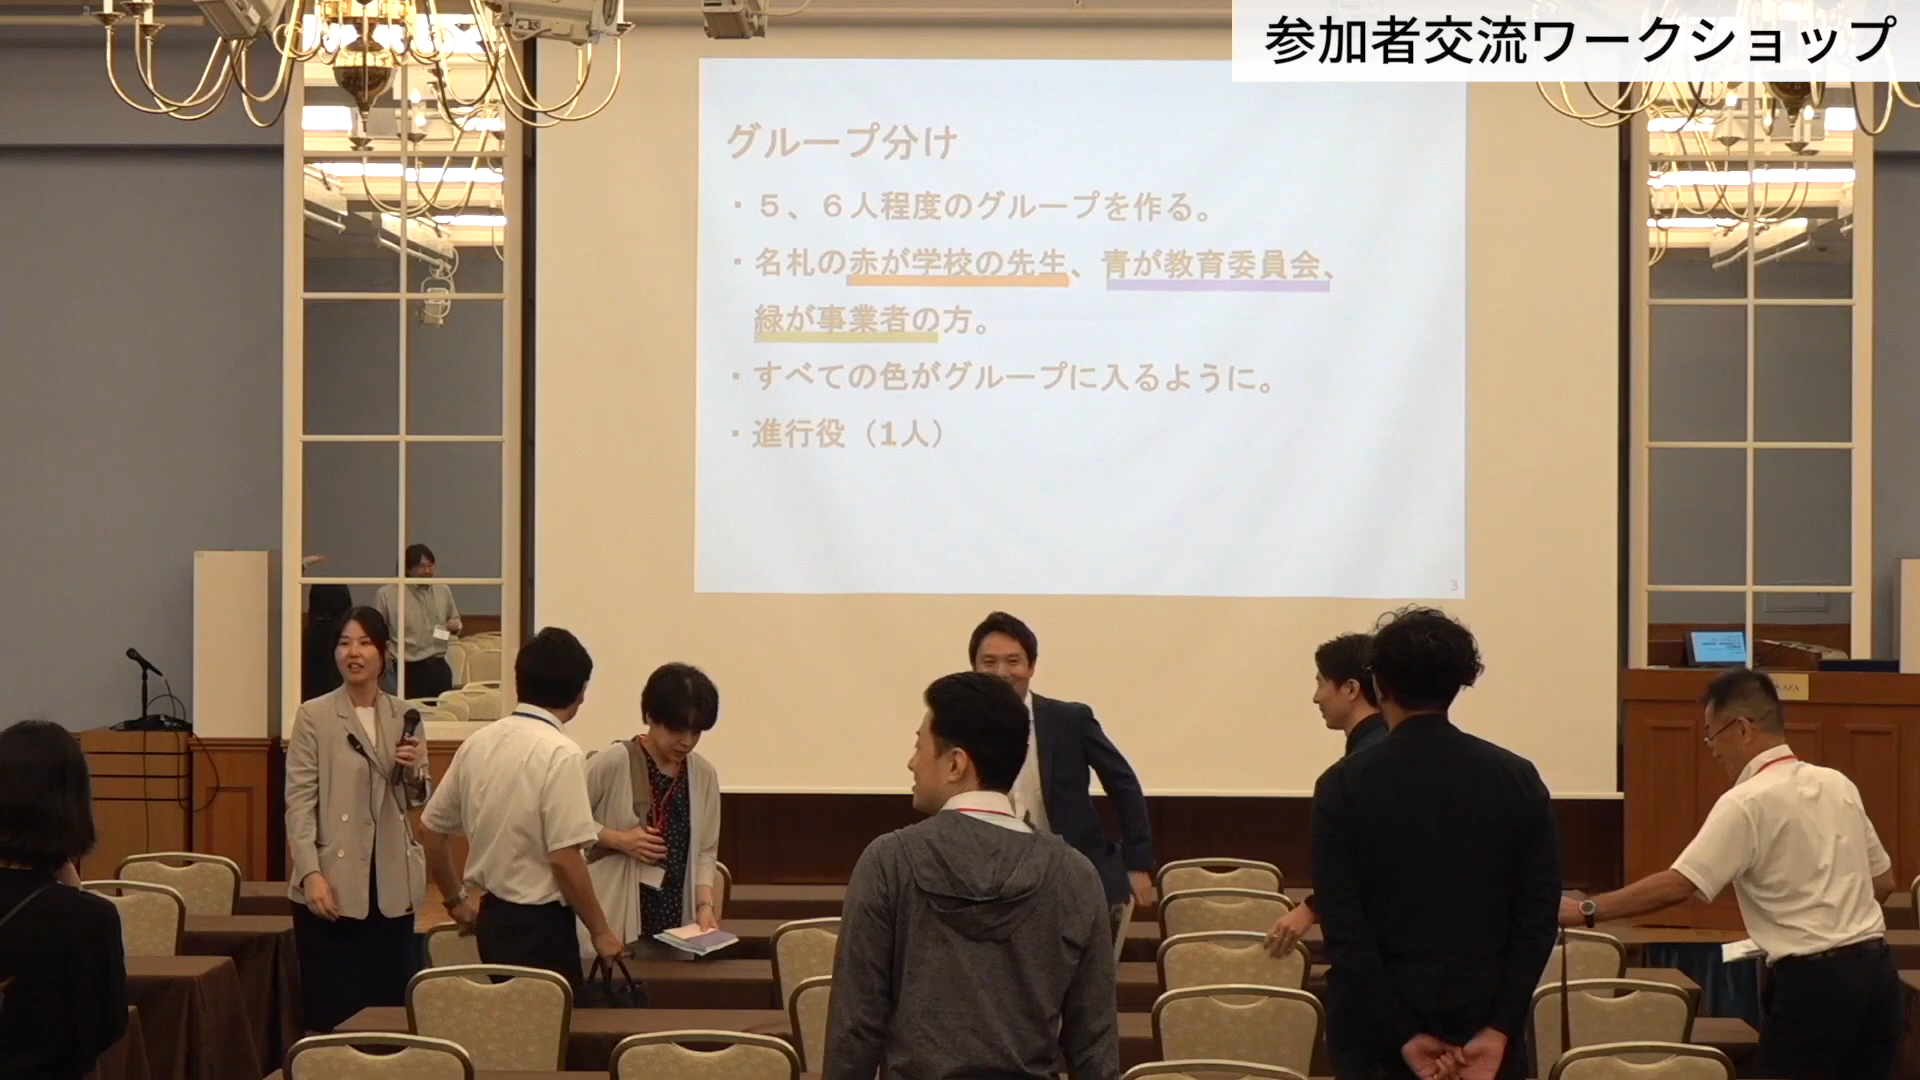 参加者交流ワークショップ
グループ分け
・５、６人程度のグループを作る。
・名札の赤が学校の先生、青が教育委員会、
緑が事業者の方。
・すべての色がグループに入るように。
・進行役（1人）
3